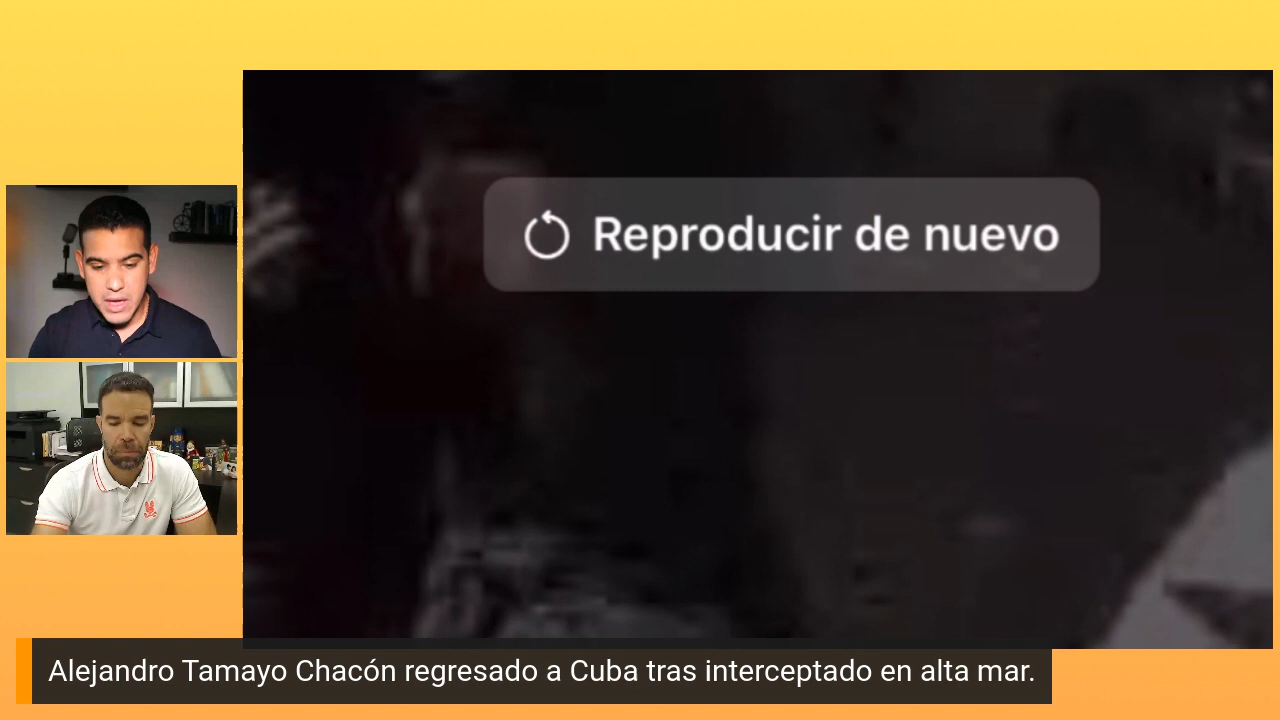 Reproducir de nuevo
Alejandro Tamayo Chacón regresado a Cuba tras interceptado en alta mar.